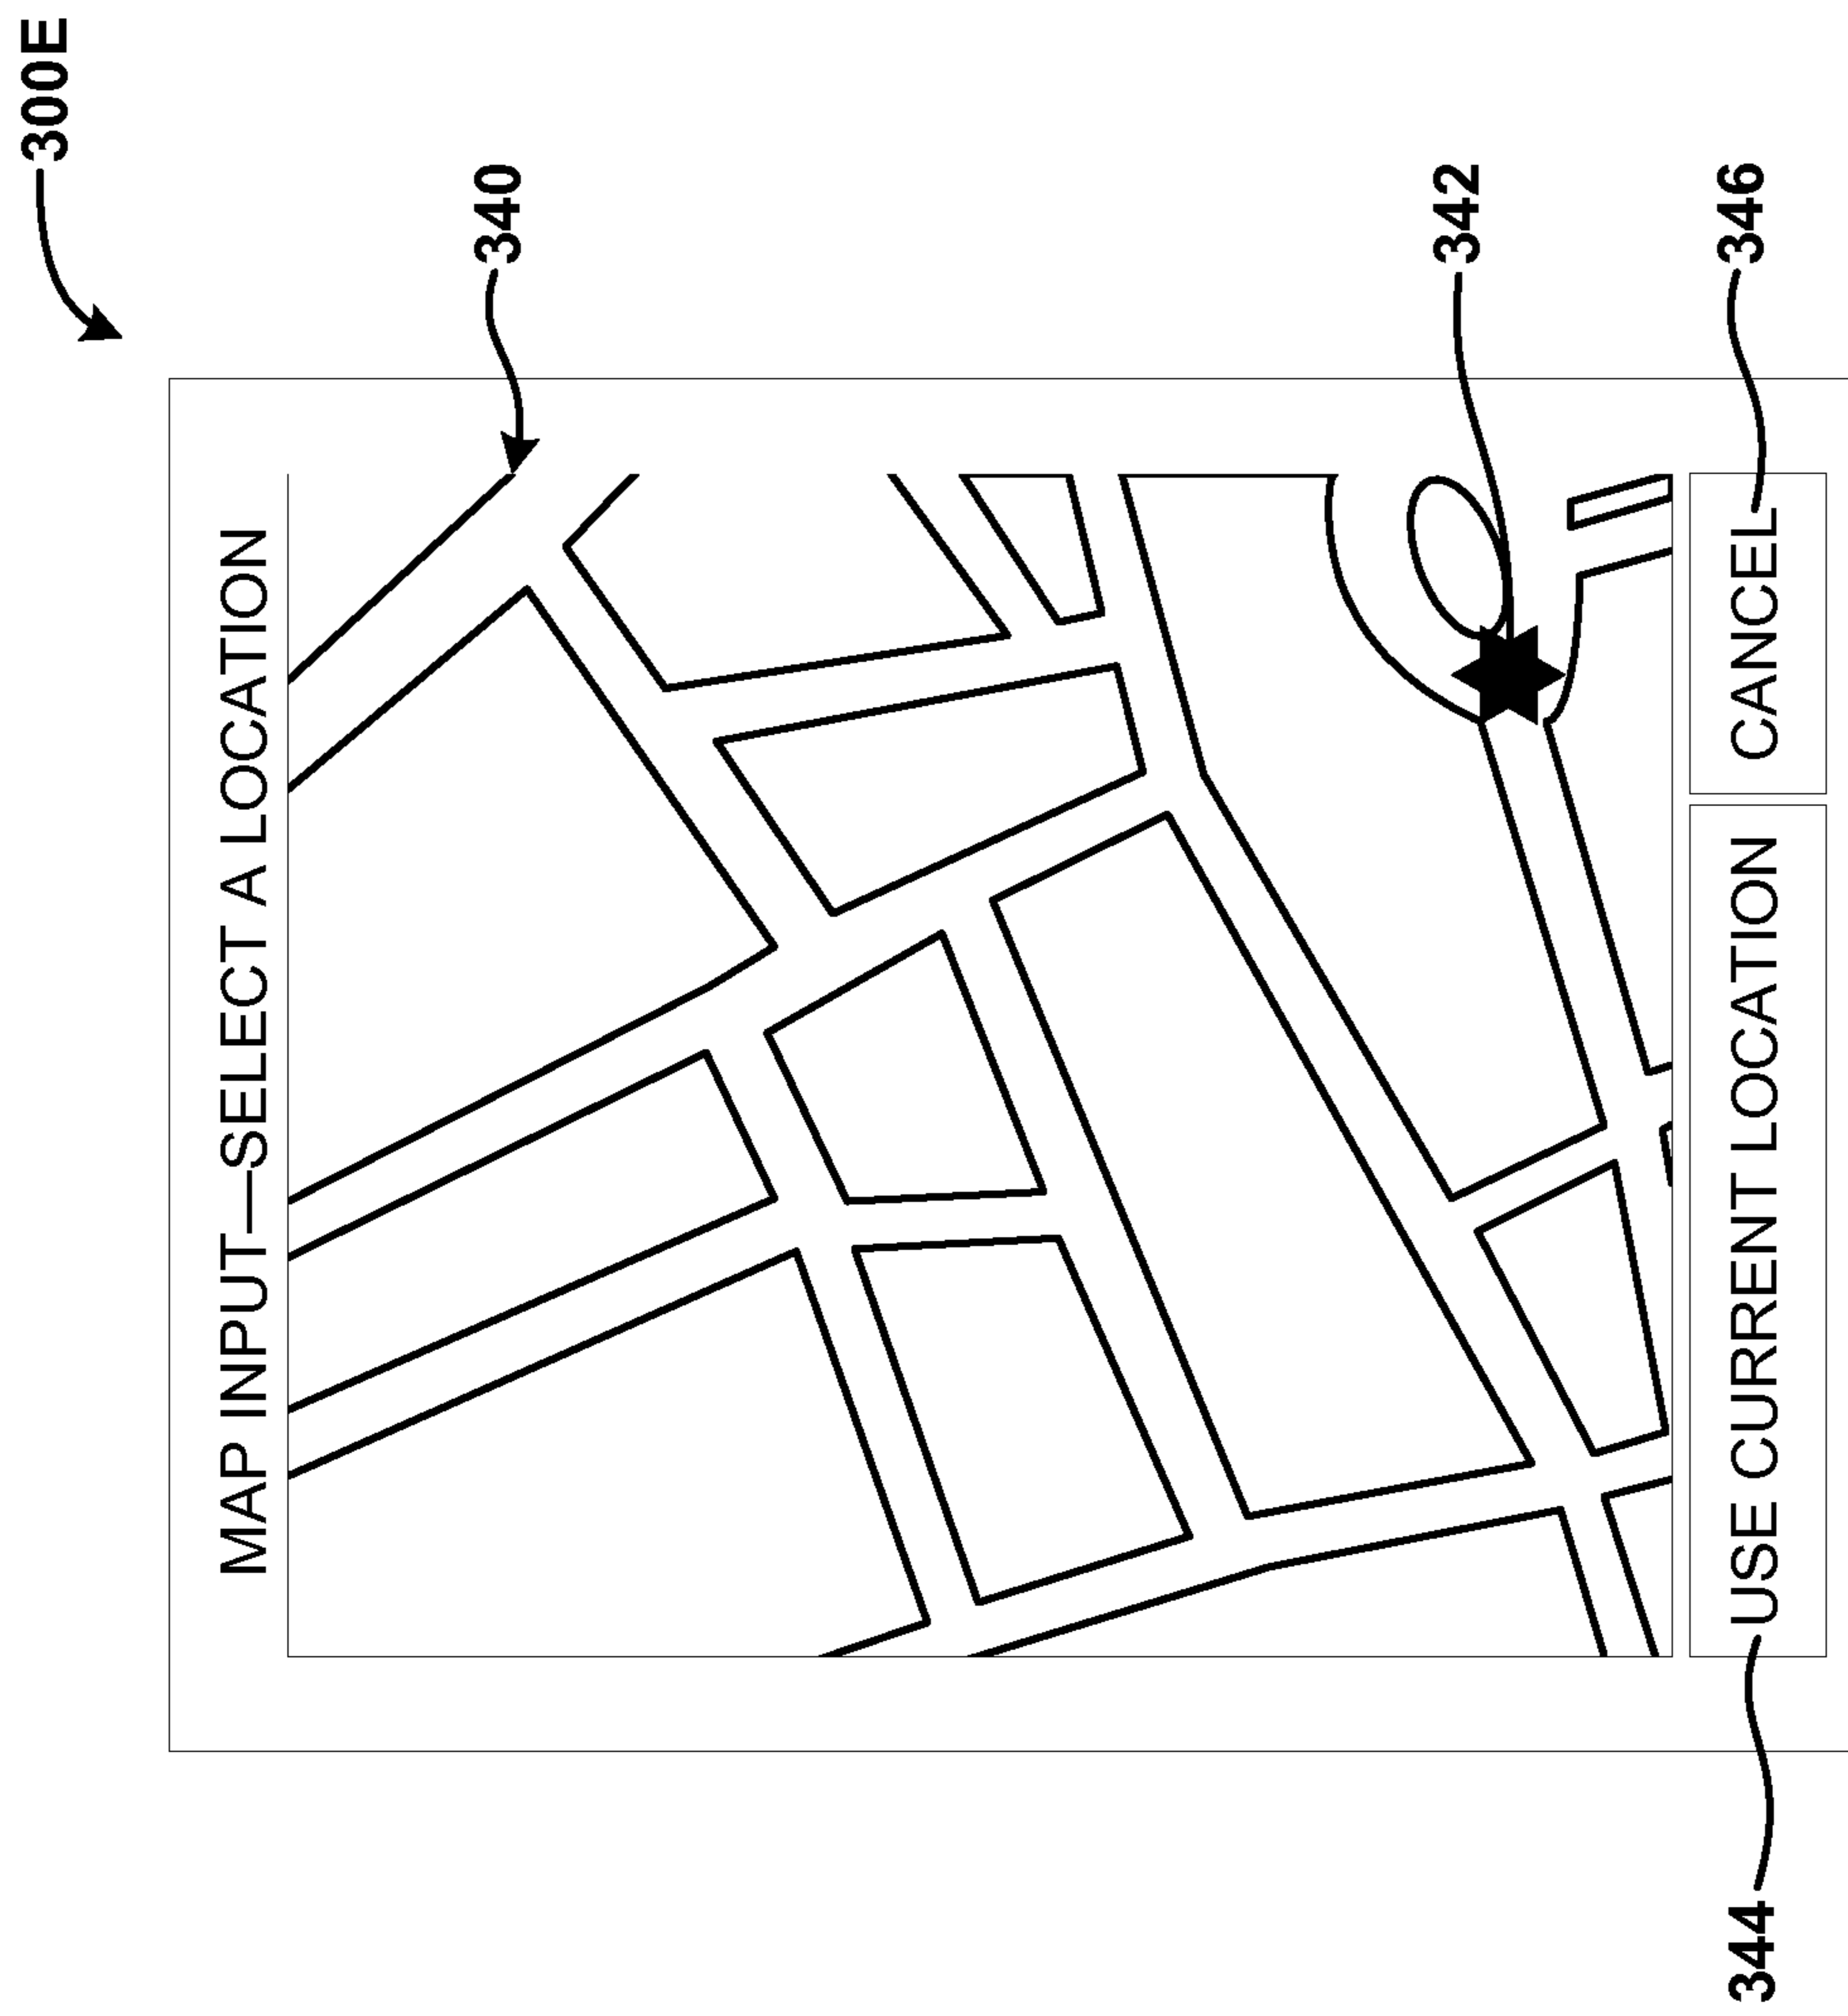 300E
MAP INPUT—SELECT A LOCATION
340
342
344
USE CURRENT LOCATION
CANCEL
346